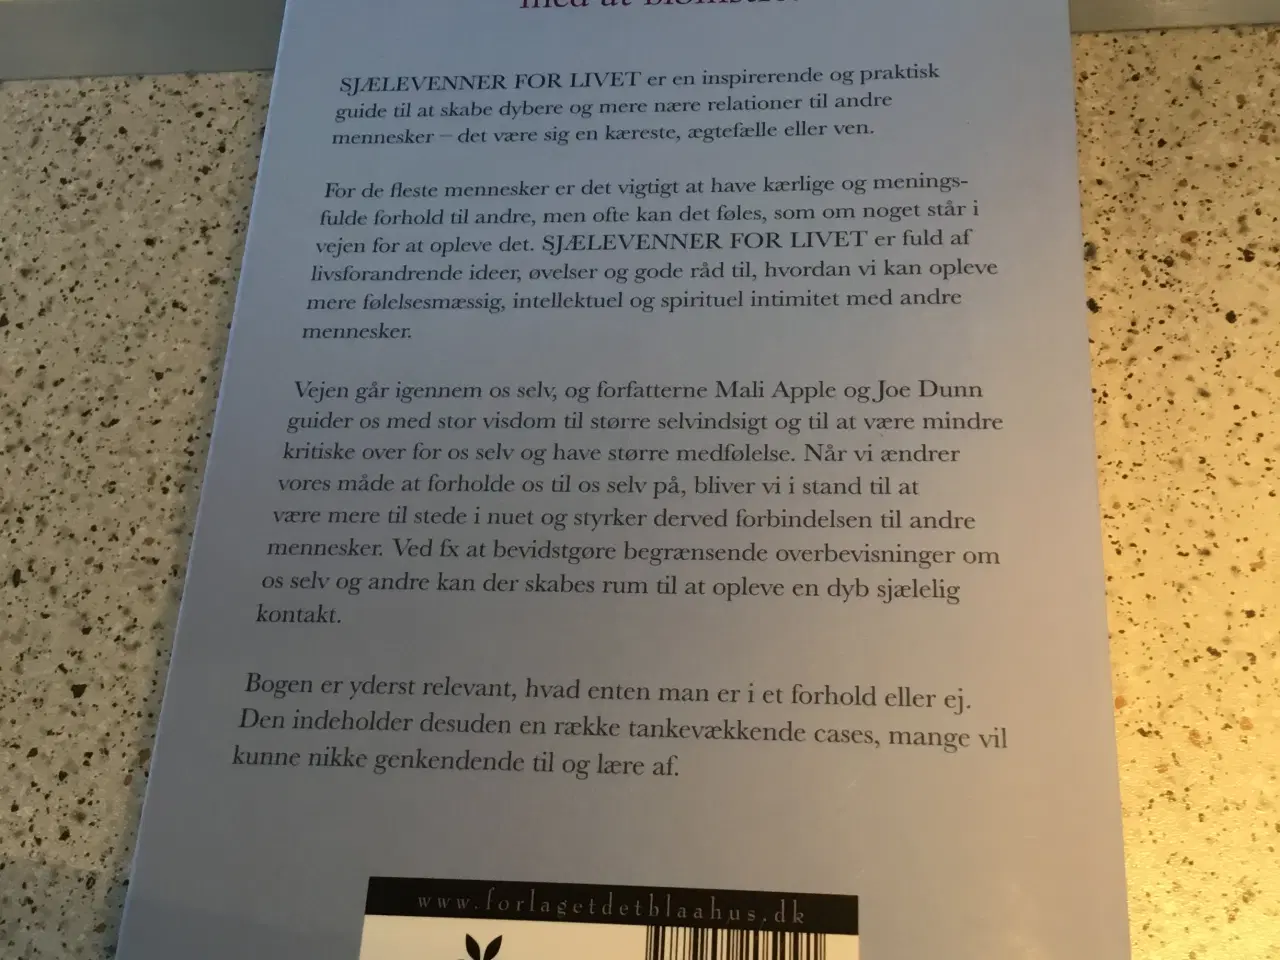 med at blomstre.
SJÆLEVENNER FOR LIVET er en inspirerende og praktisk
guide til at skabe dybere og mere nære relationer til andre
mennesker – det være sig en kæreste, ægtefælle eller ven.
For de fleste mennesker er det vigtigt at have kærlige og menings-
fulde forhold til andre, men ofte kan det føles, som om noget står i
vejen for at opleve det. SJÆLEVENNER FOR LIVET er fuld af
livsforandrende ideer, øvelser og gode råd til, hvordan vi kan opleve
mere følelsesmæssig, intellektuel og spirituel intimitet med andre
mennesker.
Vejen går igennem os selv, og forfatterne Mali Apple og Joe Dunn
guider os med stor visdom til større selvindsigt og til at være mindre
kritiske over for os selv og have større medfølelse. Når vi ændrer
vores måde at forholde os til os selv på, bliver vi i stand til at
være mere til stede i nuet og styrker derved forbindelsen til andre
mennesker. Ved fx at bevidstgøre begrænsende overbevisninger om
os selv og andre kan der skabes rum til at opleve en dyb sjælelig
kontakt.
Bogen er yderst relevant, hvad enten man er i et forhold eller ej.
Den indeholder desuden en række tankevækkende cases, mange vil
kunne nikke genkendende til og lære af.
www.forlagetdetblaahus.dk